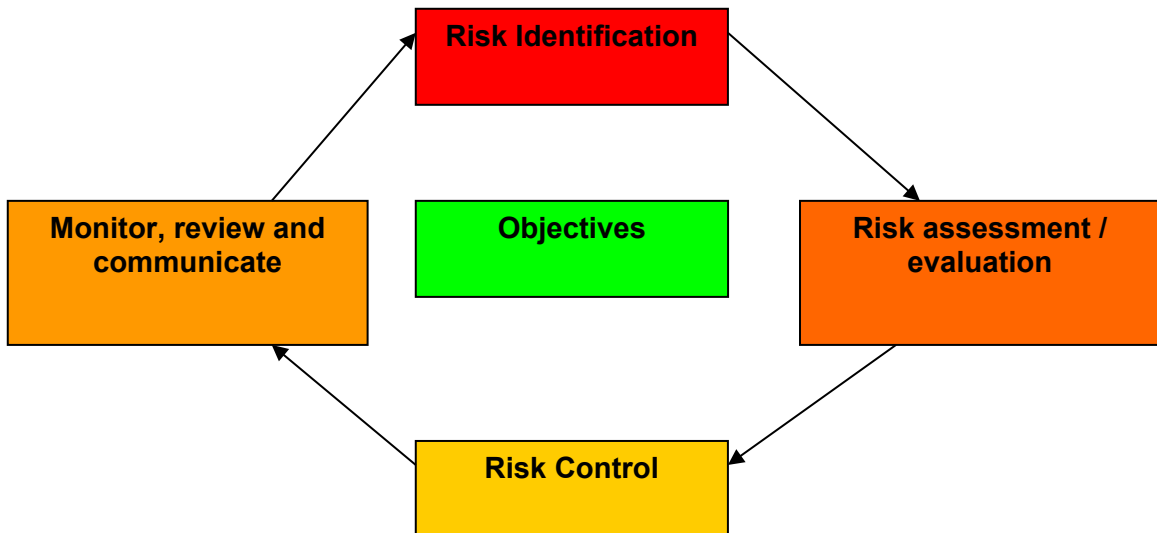 Risk Identification
Monitor, review and
communicate
Objectives
Risk assessment /
evaluation
Risk Control